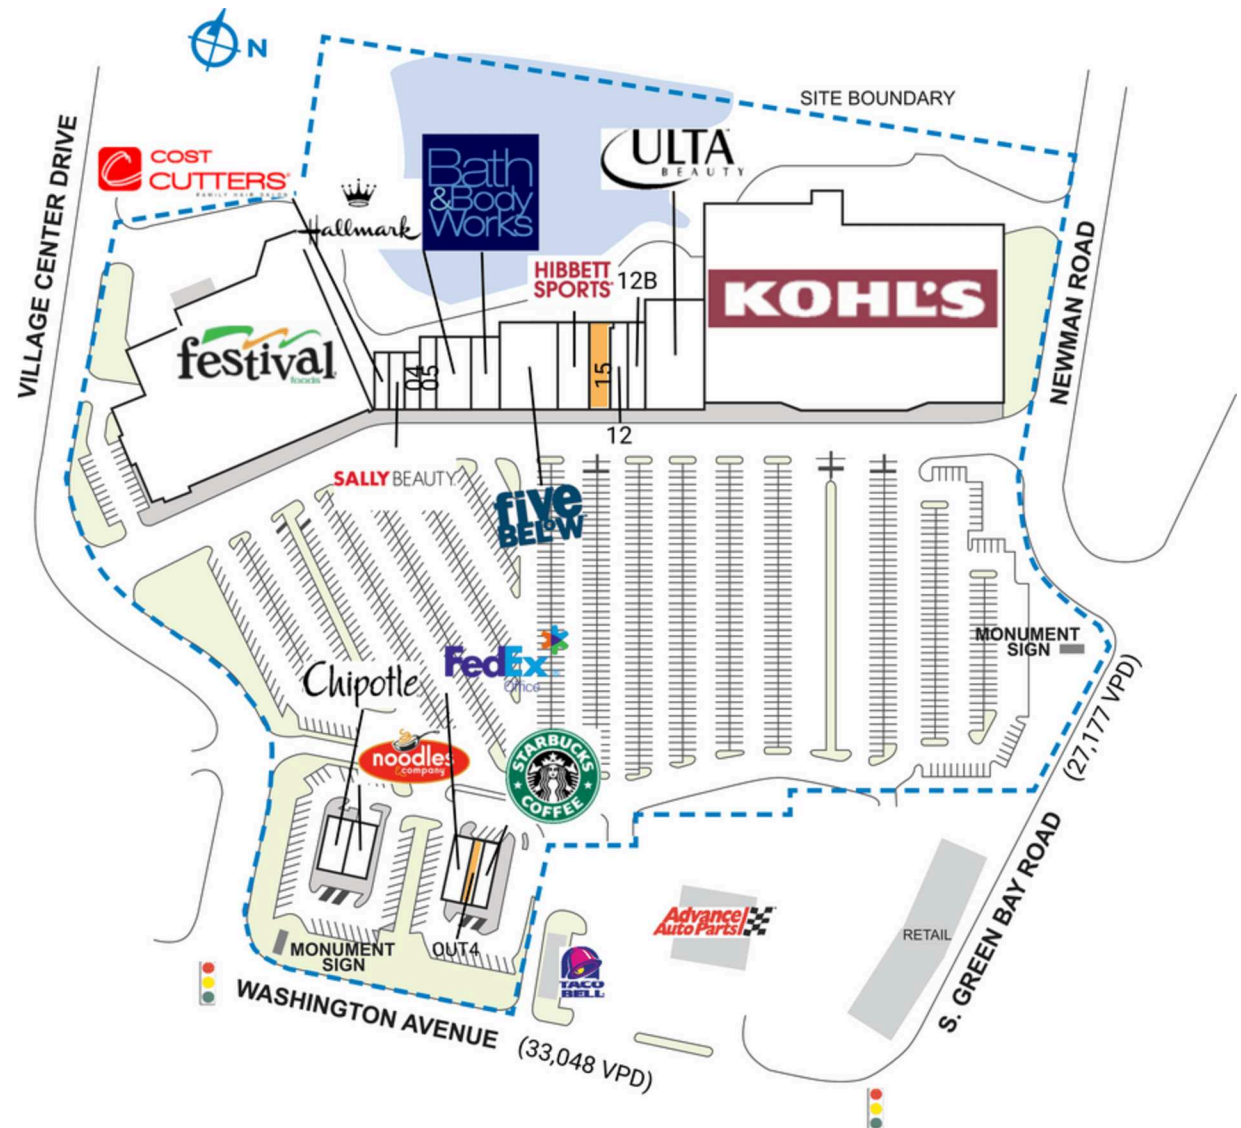 N
SITE BOUNDARY
VILLAGE CENTER DRIVE
COST
CUTTERS
FAMILY HAIR SALON
Hallmark
Bath
&Body
Works
ULTA
BEAUTY
HIBBETT
SPORTS
12B
KOHL'S
NEWMAN ROAD
festival
foods
04
05
15
12
SALLY BEAUTY
five
BELOW
MONUMENT
SIGN
Chipotle
FedEx
Office
noodles
&company
STARBUCKS
COFFEE
S. GREEN BAY ROAD (27,177 VPD)
Advance
Auto Parts
RETAIL
MONUMENT
SIGN
OUT4
TACO
BELL
WASHINGTON AVENUE (33,048 VPD)